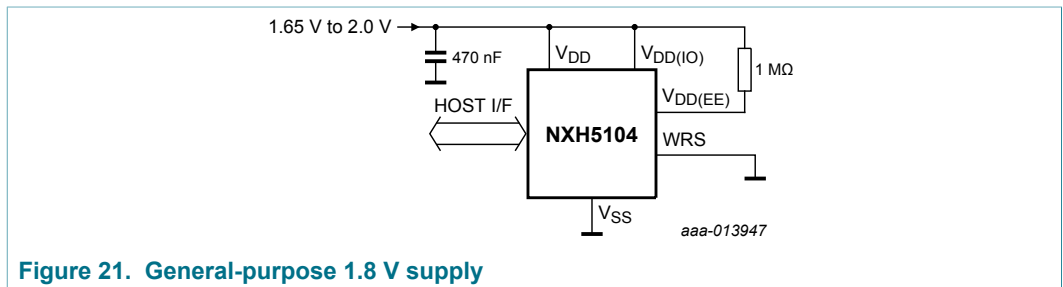 1.65 V to 2.0 V
470 nF
VDD
VDD(IO)
1 MΩ
VDD(EE)
HOST I/F
NXH5104
WRS
VSS
aaa-013947
Figure 21. General-purpose 1.8 V supply